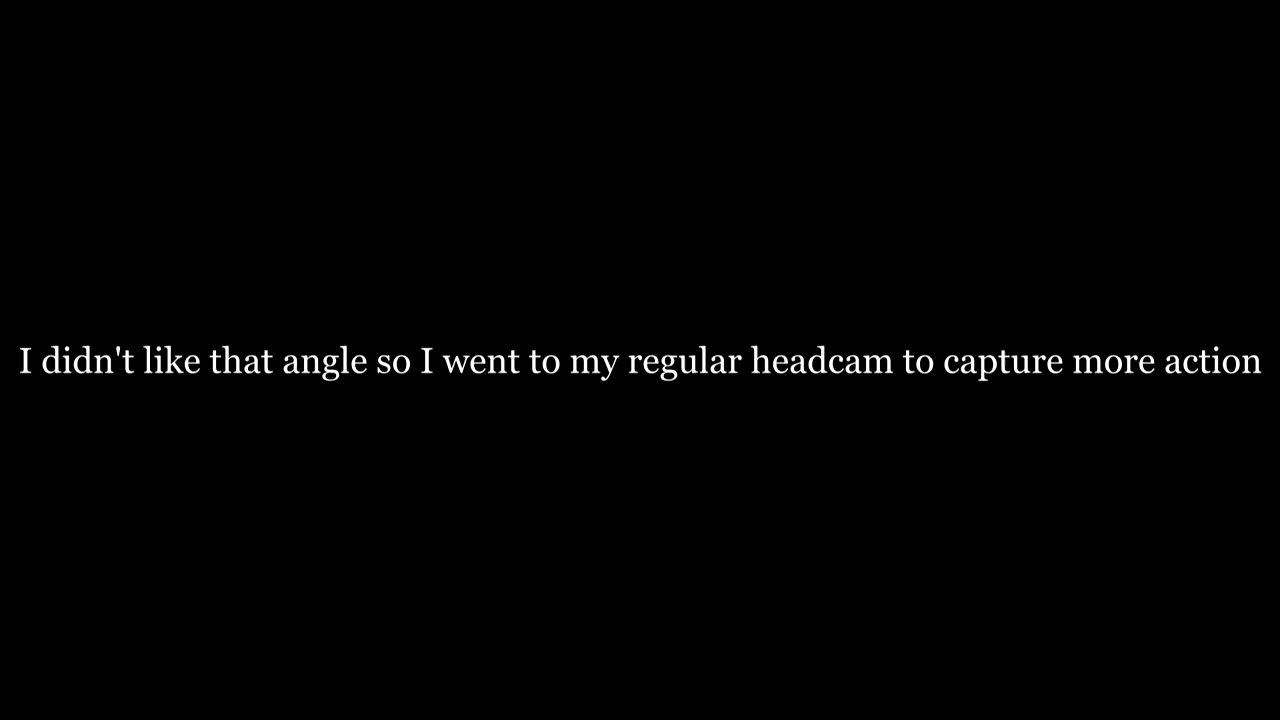 I didn't like that angle so I went to my regular headcam to capture more action